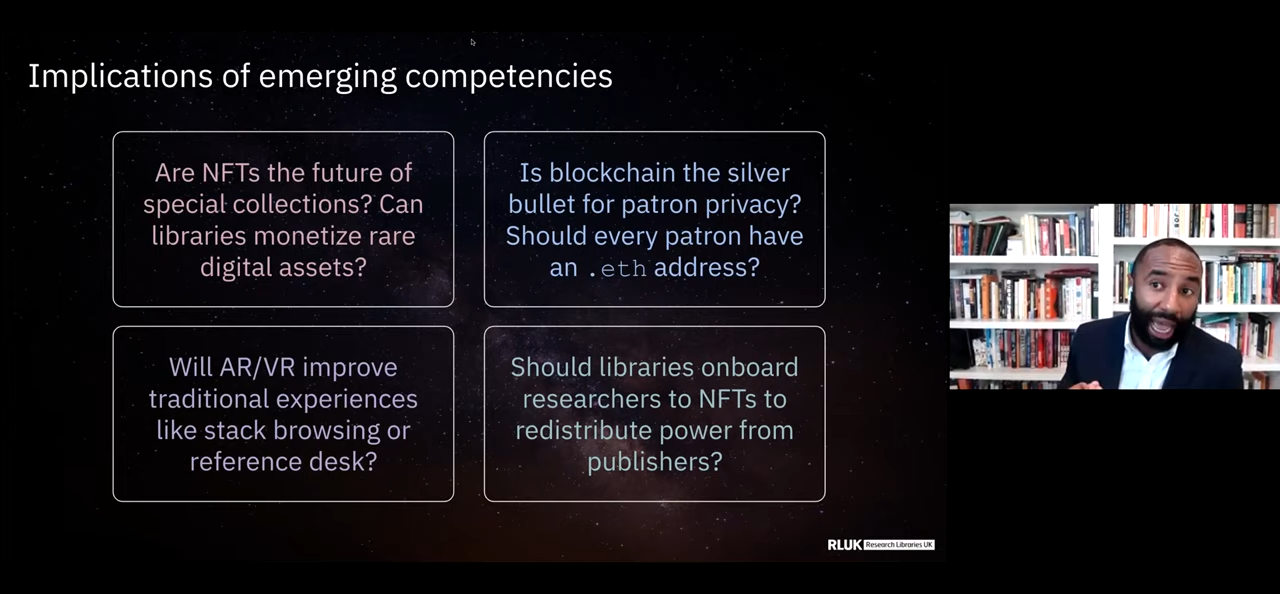 Implications of emerging competencies
Are NFTs the future of
special collections? Can
libraries monetize rare
digital assets?
Is blockchain the silver
bullet for patron privacy?
Should every patron have
an .eth address?
Will AR/VR improve
traditional experiences
like stack browsing or
reference desk?
Should libraries onboard
researchers to NFTs to
redistribute power from
publishers?
RLUK Research Libraries UK